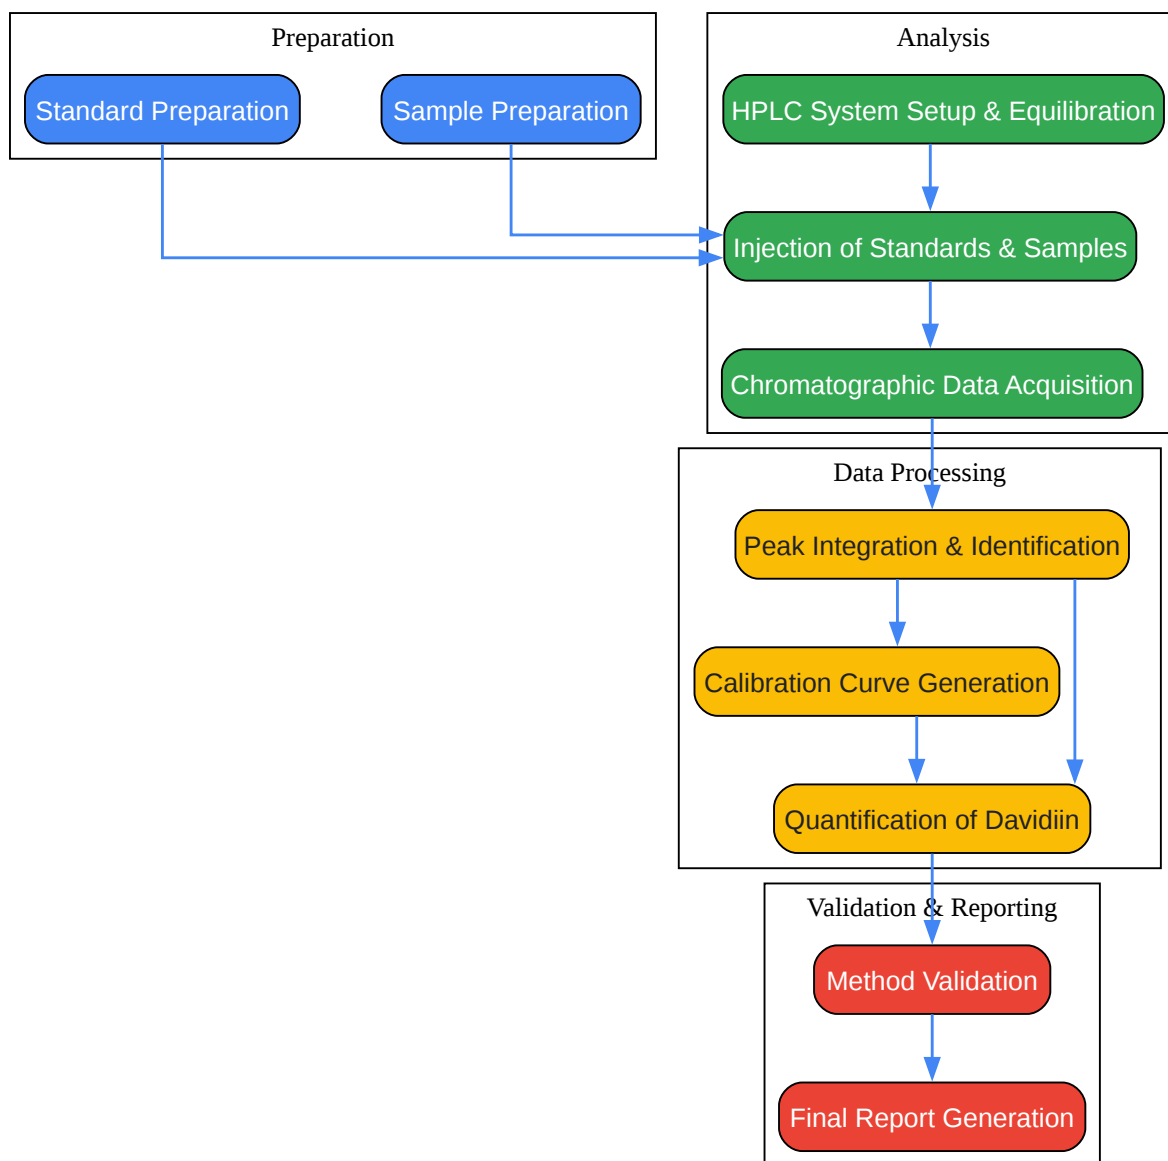 Preparation
Standard Preparation
Sample Preparation
Analysis
HPLC System Setup & Equilibration
Injection of Standards & Samples
Chromatographic Data Acquisition
Data Processing
Peak Integration & Identification
Calibration Curve Generation
Quantification of Davidiin
Validation & Reporting
Method Validation
Final Report Generation